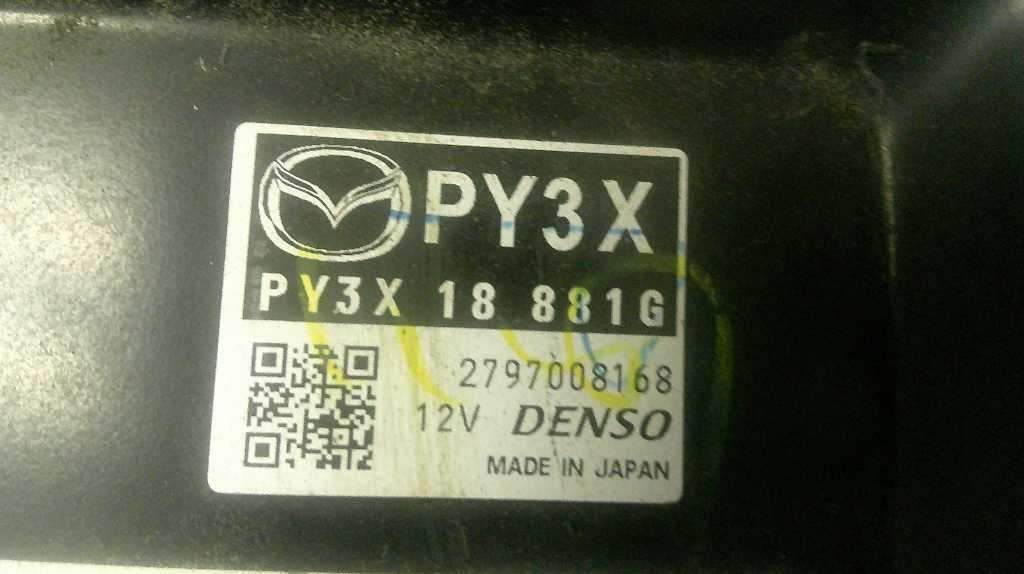 PY3X
PY3X 18 881G
2797008168
12V DENSO
MADE IN JAPAN